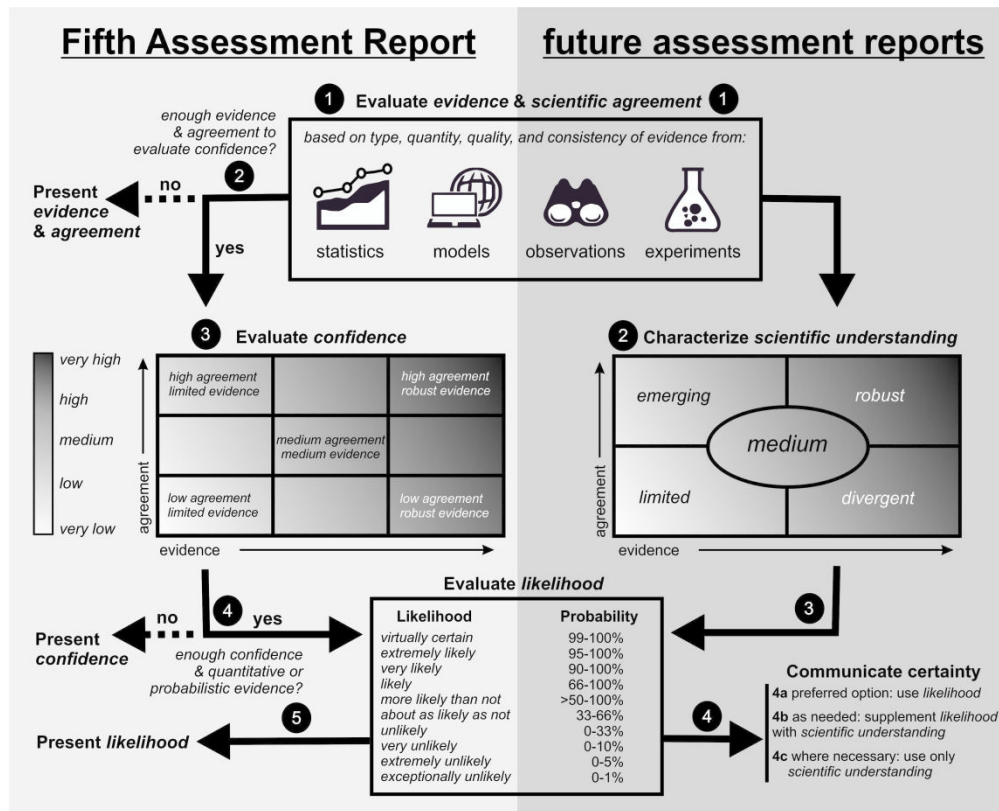 Fifth Assessment Report
future assessment reports
1 Evaluate evidence & scientific agreement 1
enough evidence
& agreement to
evaluate confidence?
based on type, quantity, quality, and consistency of evidence from:
statistics
models
observations
experiments
2
no
Present
evidence
& agreement
yes
3 Evaluate confidence
very high
high
medium
low
very low
agreement
high agreement
limited evidence
high agreement
robust evidence
medium agreement
medium evidence
low agreement
limited evidence
low agreement
robust evidence
evidence
2 Characterize scientific understanding
agreement
emerging
robust
medium
limited
divergent
evidence
4
no
yes
Present
confidence
enough confidence
& quantitative or
probabilistic evidence?
Evaluate likelihood
Likelihood Probability
virtually certain 99-100%
extremely likely 95-100%
very likely 90-100%
likely 66-100%
more likely than not >50-100%
about as likely as not 33-66%
unlikely 0-33%
very unlikely 0-10%
extremely unlikely 0-5%
exceptionally unlikely 0-1%
5
Present likelihood
3
4
Communicate certainty
4a preferred option: use likelihood
4b as needed: supplement likelihood
with scientific understanding
4c where necessary: use only
scientific understanding